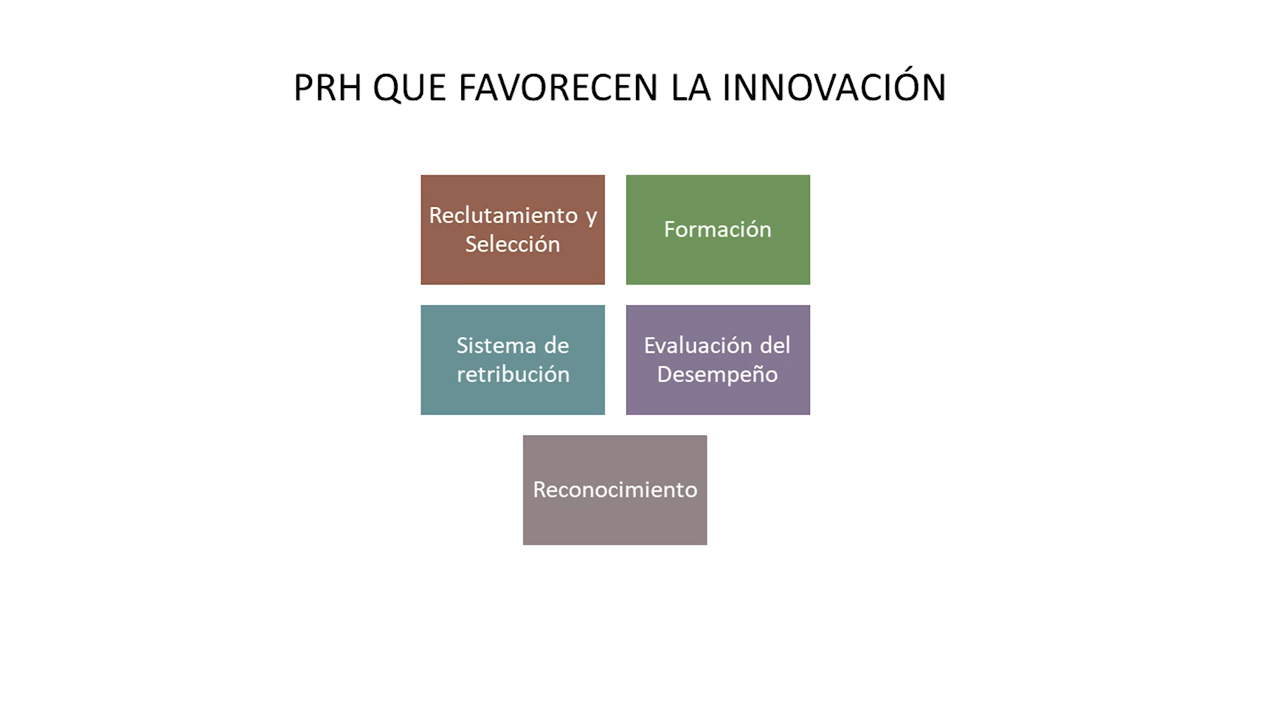 PRH QUE FAVORECEN LA INNOVACIÓN
Reclutamiento y
Selección
Formación
Sistema de
retribución
Evaluación del
Desempeño
Reconocimiento